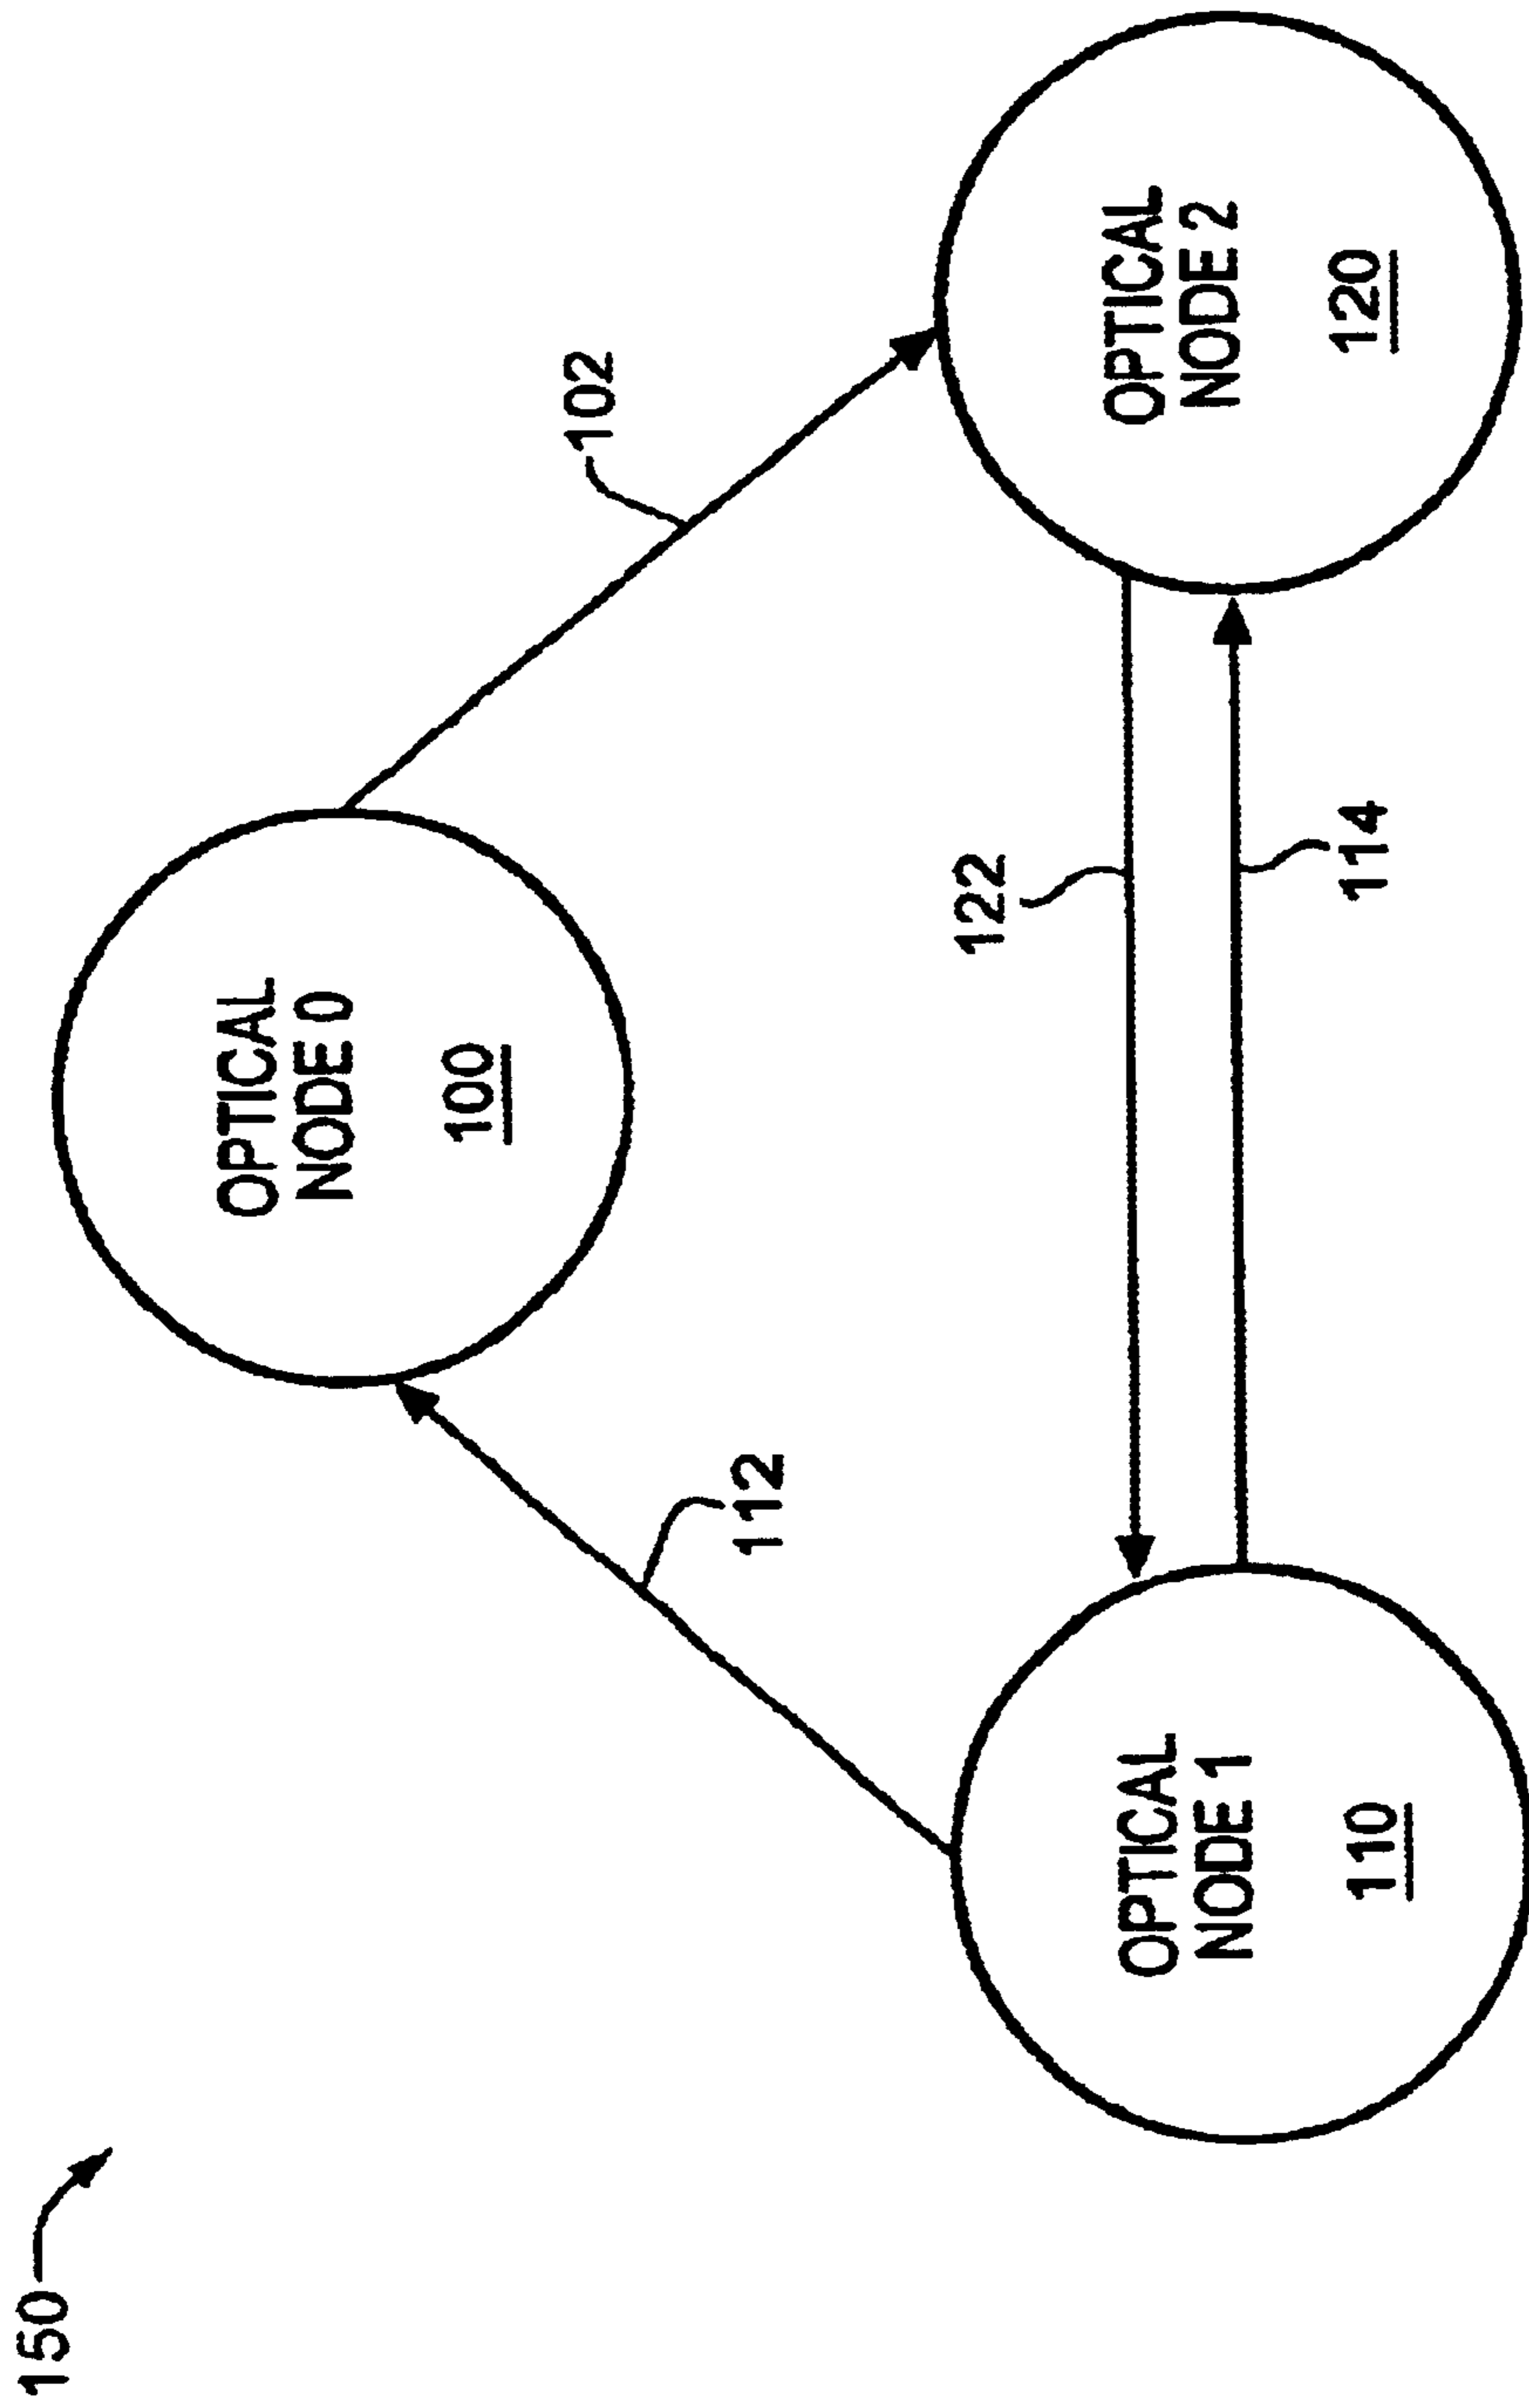 150
OPTICAL
NODE 0
100
102
112
122
114
OPTICAL
NODE 1
110
OPTICAL
NODE 2
120